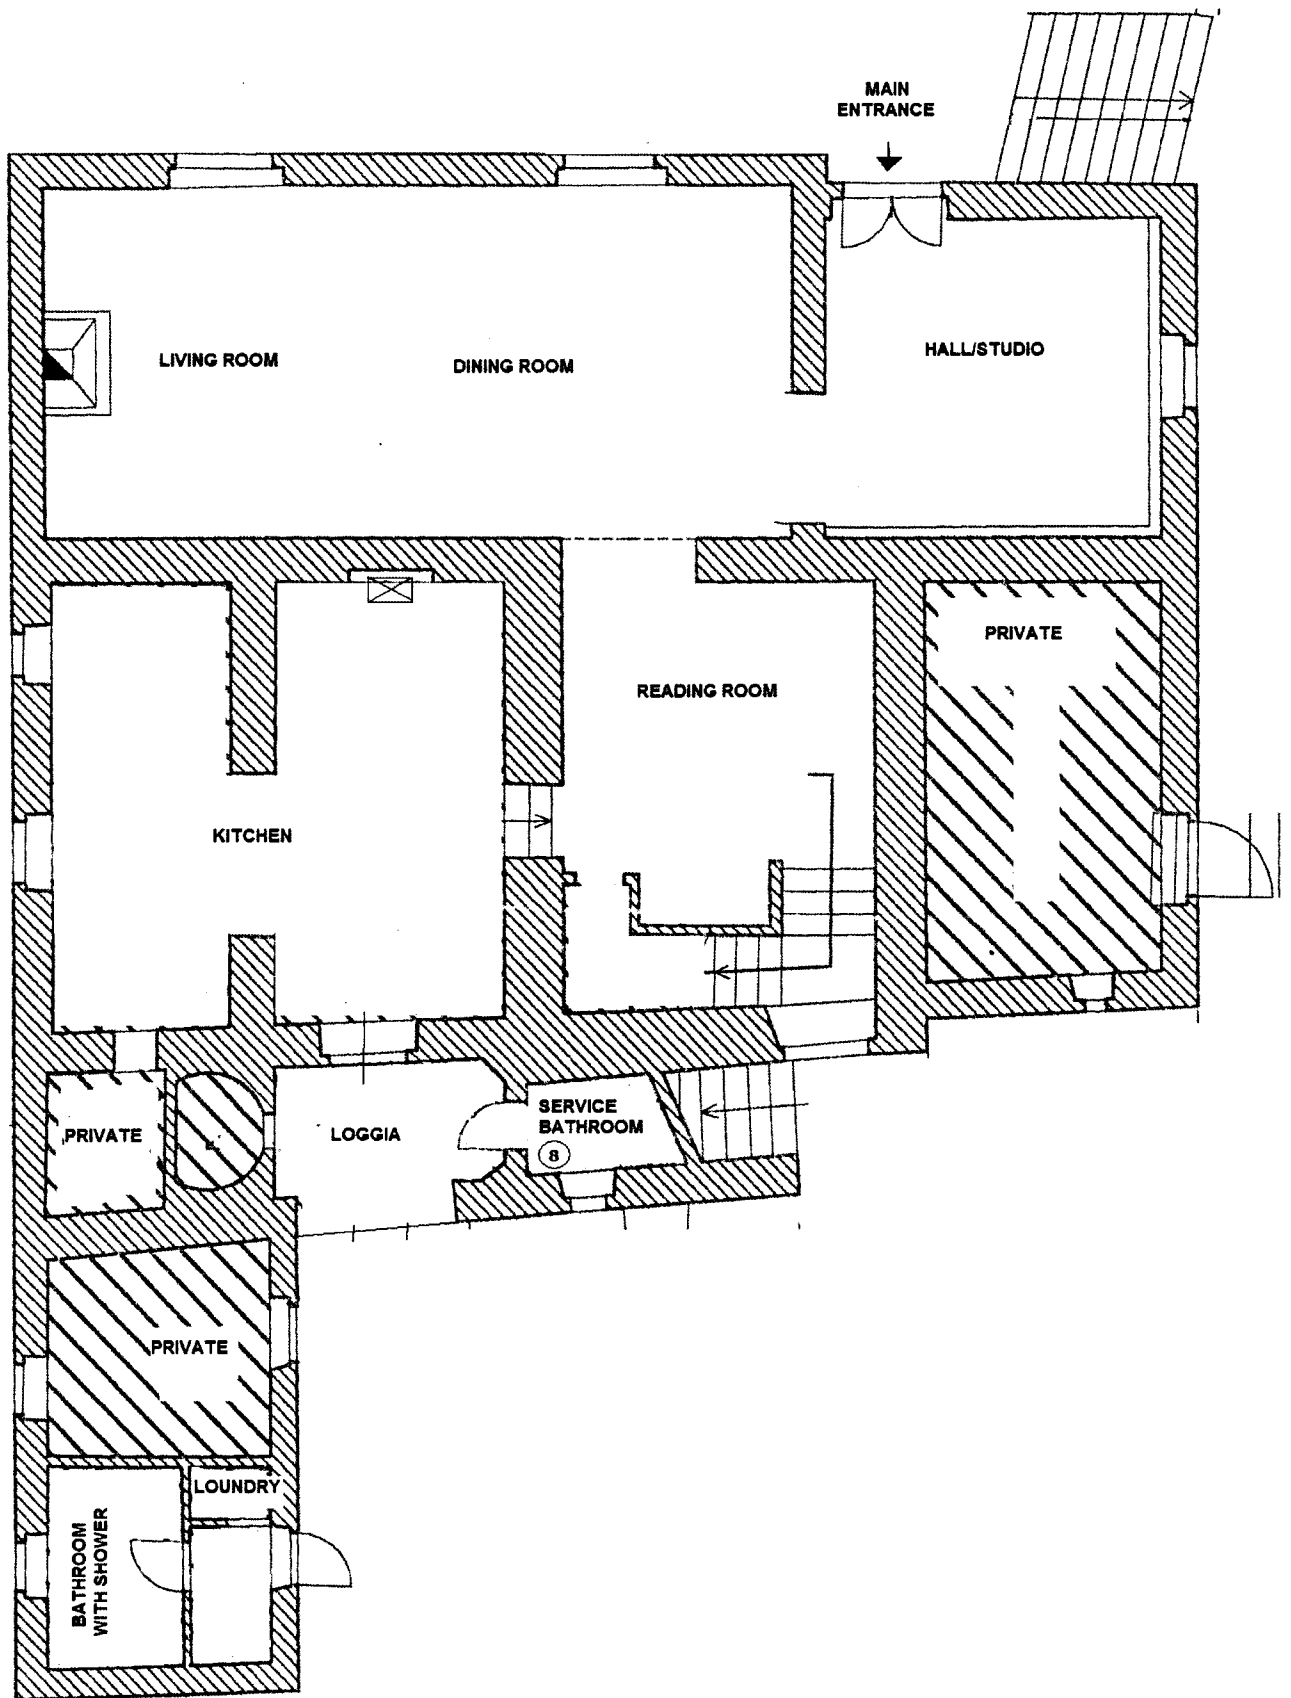 MAIN
ENTRANCE
LIVING ROOM
DINING ROOM
HALL/STUDIO
PRIVATE
READING ROOM
KITCHEN
PRIVATE
LOGGIA
SERVICE
BATHROOM
8
PRIVATE
LOUNDRY
BATHROOM
WITH SHOWER